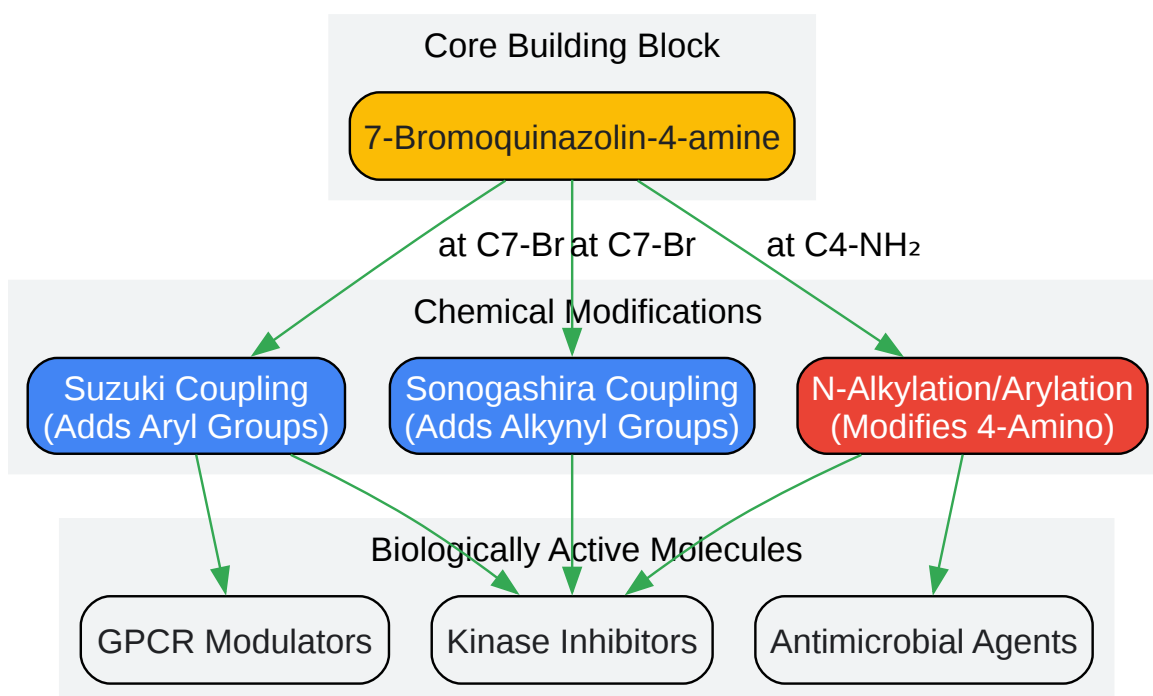 Core Building Block
7-Bromoquinazolin-4-amine
at C7-Br
at C7-Br
at C4-NH₂
Chemical Modifications
Suzuki Coupling
(Adds Aryl Groups)
Sonogashira Coupling
(Adds Alkynyl Groups)
N-Alkylation/Arylation
(Modifies 4-Amino)
Biologically Active Molecules
GPCR Modulators
Kinase Inhibitors
Antimicrobial Agents